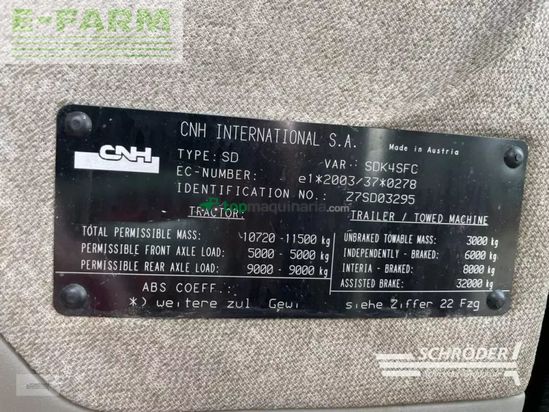 E-FARM
CNH INTERNATIONAL S.A.
Made in Austria
CNH
TYPE: SD
VAR.: SDK4SFC
EC-NUMBER: e1*2003/37*0278
IDENTIFICATION NO.: Z7SD03295
topmaquinaria.com
TRACTOR
TOTAL PERMISSIBLE MASS: 10720 - 11500 kg
PERMISSIBLE FRONT AXLE LOAD: 5000 - 5000 kg
PERMISSIBLE REAR AXLE LOAD: 9000 - 9000 kg
TRAILER / TOWED MACHINE
UNBRAKED TOWABLE MASS: 3000 kg
INDEPENDENTLY - BRAKED: 6000 kg
INTERIA - BRAKED: 8000 kg
ASSISTED BRAKE: 32000 kg
ABS COEFF.:
*) weitere zul. Gewi siehe Ziffer 22 Fzg
SCHRÖDER